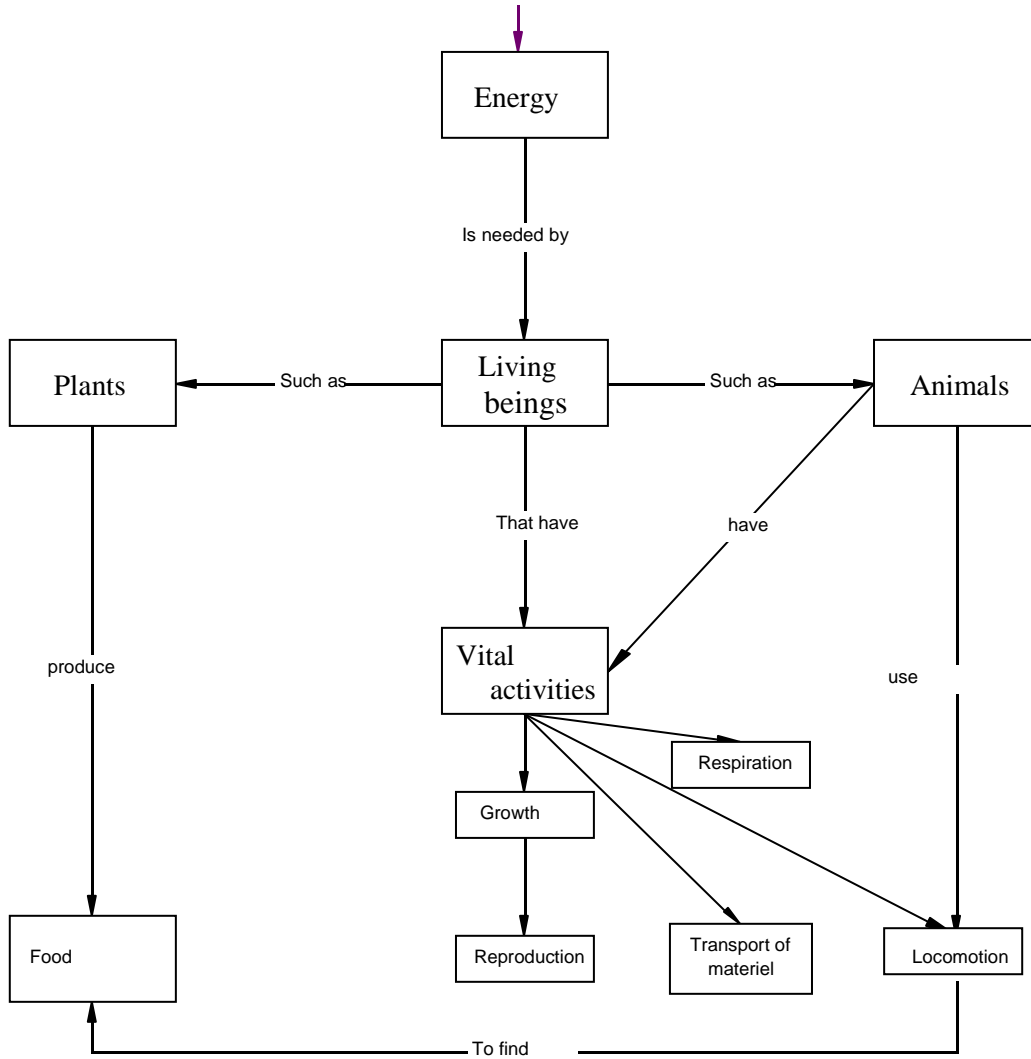 Energy
Is needed by
Plants
Such as
Living
beings
Such as
Animals
That have
have
produce
Vital
activities
use
Respiration
Growth
Food
Reproduction
Transport of
materiel
Locomotion
To find